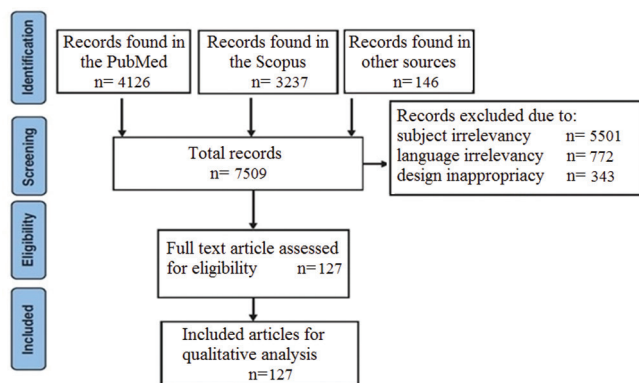 Identification
Records found in
the PubMed
n= 4126
Records found in
the Scopus
n= 3237
Records found in
other sources
n= 146
Screening
Total records
n= 7509
Records excluded due to:
subject irrelevancy n= 5501
language irrelevancy n= 772
design inappropriacy n= 343
Eligibility
Full text article assessed
for eligibility n=127
Included
Included articles for
qualitative analysis
n=127